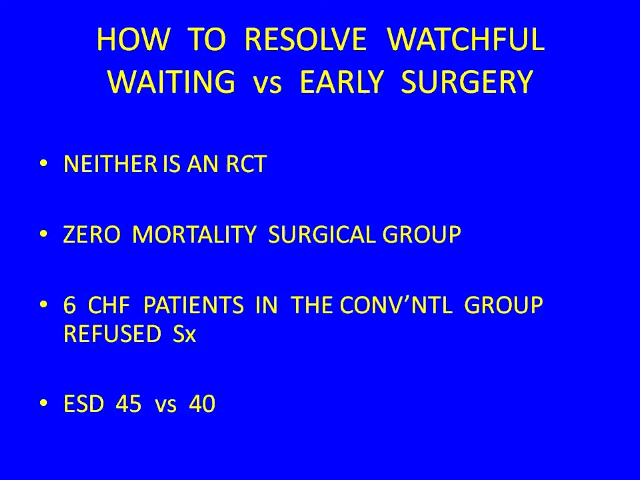 HOW TO RESOLVE WATCHFUL
WAITING vs EARLY SURGERY
• NEITHER IS AN RCT
• ZERO MORTALITY SURGICAL GROUP
• 6 CHF PATIENTS IN THE CONV’NTL GROUP
REFUSED Sx
• ESD 45 vs 40